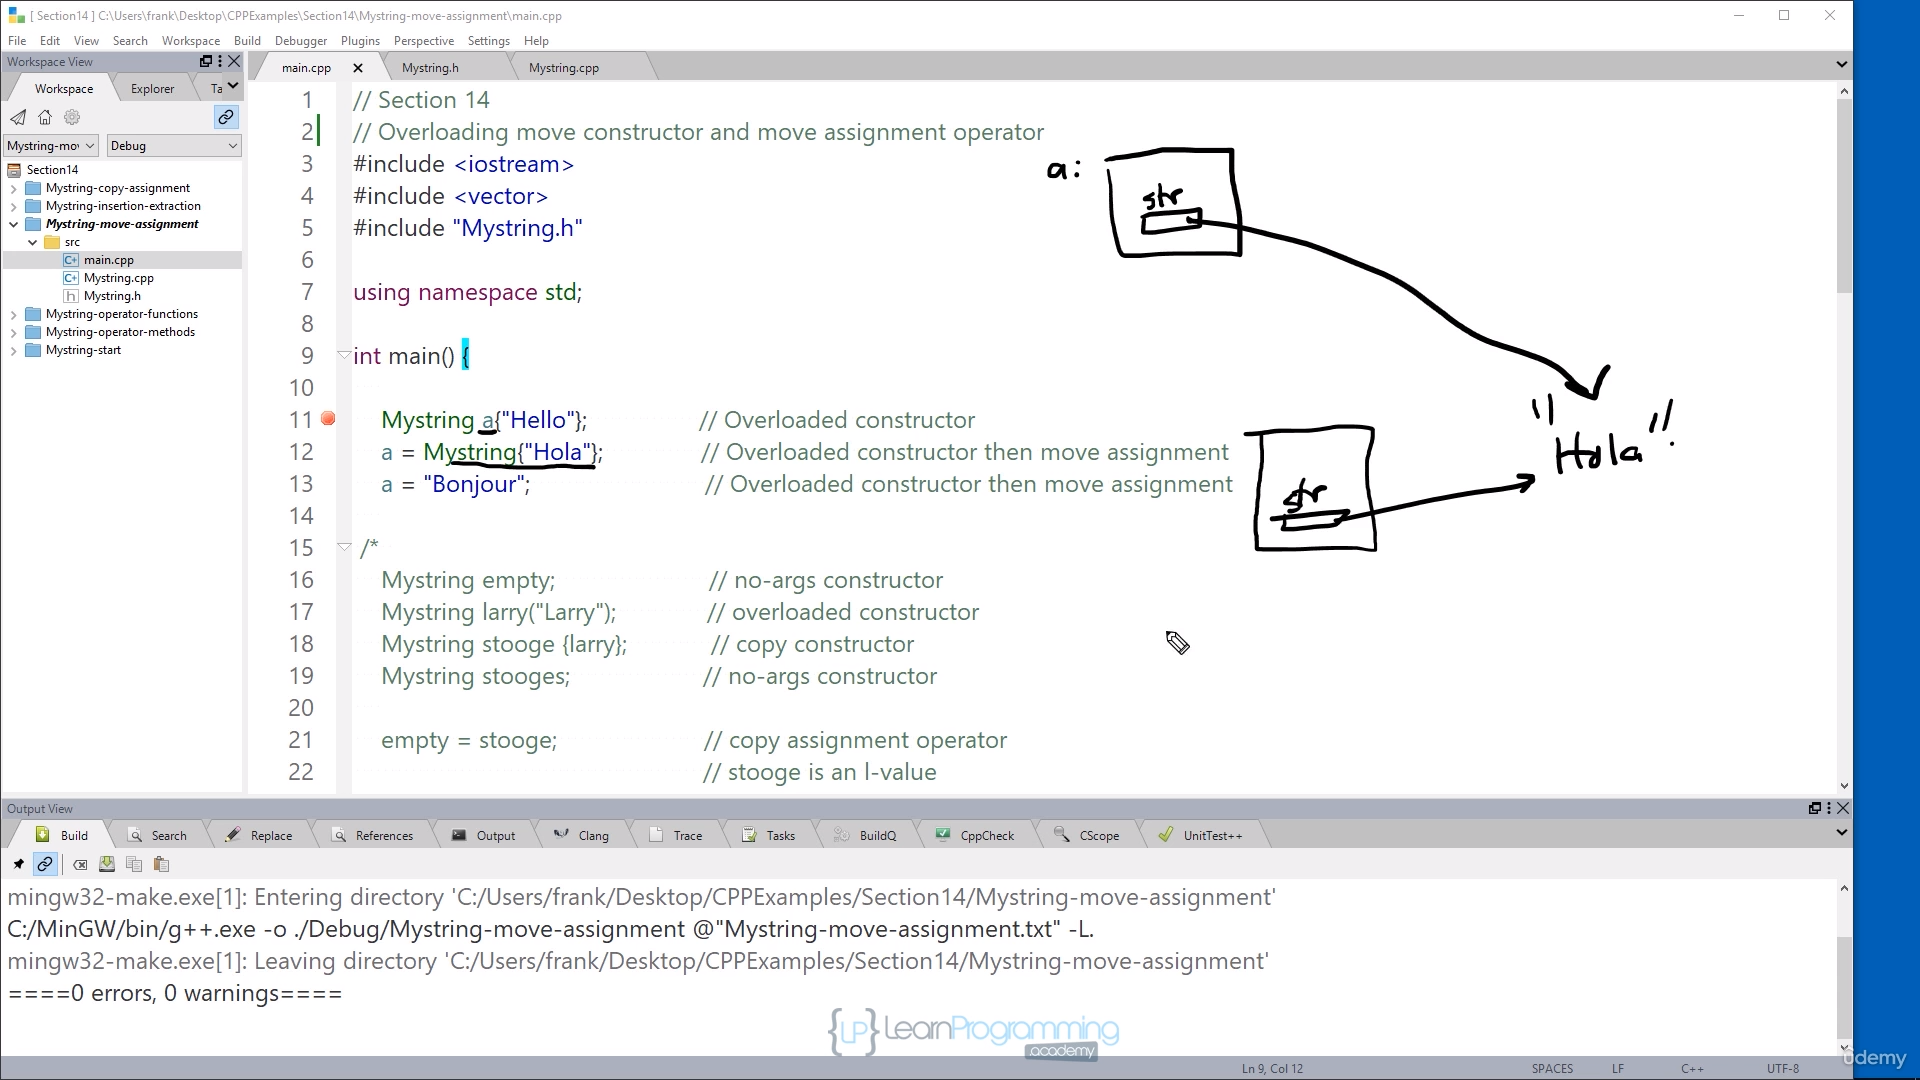 [ Section14 ] C:\Users\frank\Desktop\CPPExamples\Section14\Mystring-move-assignment\main.cpp
File Edit View Search Workspace Build Debugger Plugins Perspective Settings Help
Workspace View
Workspace Explorer Ta
Mystring-mov Debug
Section14
Mystring-copy-assignment
Mystring-insertion-extraction
Mystring-move-assignment
src
main.cpp
Mystring.cpp
Mystring.h
Mystring-operator-functions
Mystring-operator-methods
Mystring-start
main.cpp Mystring.h Mystring.cpp
1 // Section 14
2 // Overloading move constructor and move assignment operator
3 #include <iostream>
4 #include <vector>
5 #include "Mystring.h"
6
7 using namespace std;
8
9 int main() {
10
11 Mystring a{"Hello"}; // Overloaded constructor
12 a = Mystring{"Hola"}; // Overloaded constructor then move assignment
13 a = "Bonjour"; // Overloaded constructor then move assignment
14
15 /*
16 Mystring empty; // no-args constructor
17 Mystring larry("Larry"); // overloaded constructor
18 Mystring stooge {larry}; // copy constructor
19 Mystring stooges; // no-args constructor
20
21 empty = stooge; // copy assignment operator
22 // stooge is an l-value
a:
str
"Hola".
str
Output View
Build Search Replace References Output Clang Trace Tasks BuildQ CppCheck CScope UnitTest++
mingw32-make.exe[1]: Entering directory 'C:/Users/frank/Desktop/CPPExamples/Section14/Mystring-move-assignment'
C:/MinGW/bin/g++.exe -o ./Debug/Mystring-move-assignment @"Mystring-move-assignment.txt" -L.
mingw32-make.exe[1]: Leaving directory 'C:/Users/frank/Desktop/CPPExamples/Section14/Mystring-move-assignment'
====0 errors, 0 warnings====
{LP} LearnProgramming
.academy
Ln 9, Col 12 SPACES LF C++ UTF-8
ûdemy